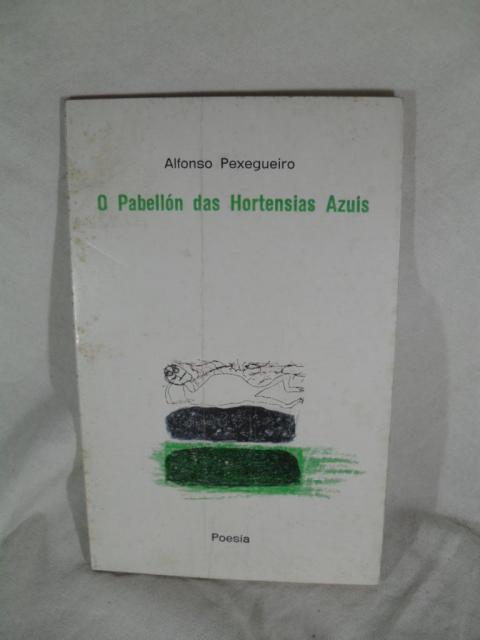 Alfonso Pexegueiro
O Pabellón das Hortensias Azuis
Poesía